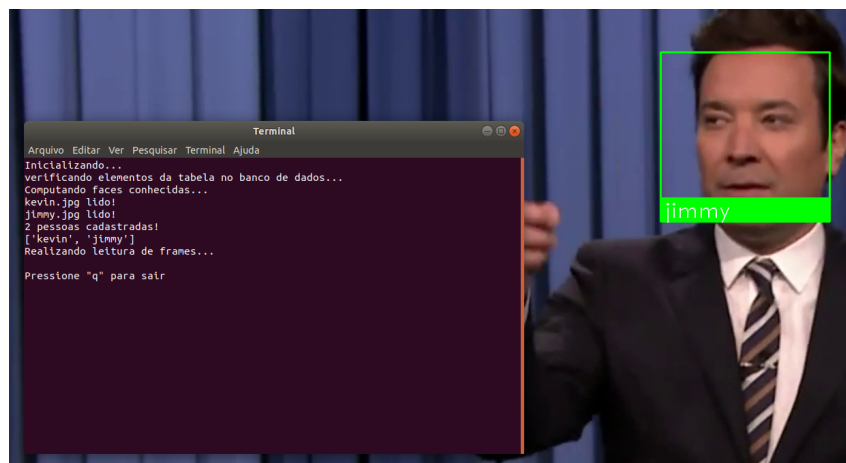 Terminal
Arquivo Editar Ver Pesquisar Terminal Ajuda
Inicializando...
verificando elementos da tabela no banco de dados...
Computando faces conhecidas...
kevin.jpg lido!
jimmy.jpg lido!
2 pessoas cadastradas!
['kevin', 'jimmy']
Realizando leitura de frames...
Pressione "q" para sair
jimmy